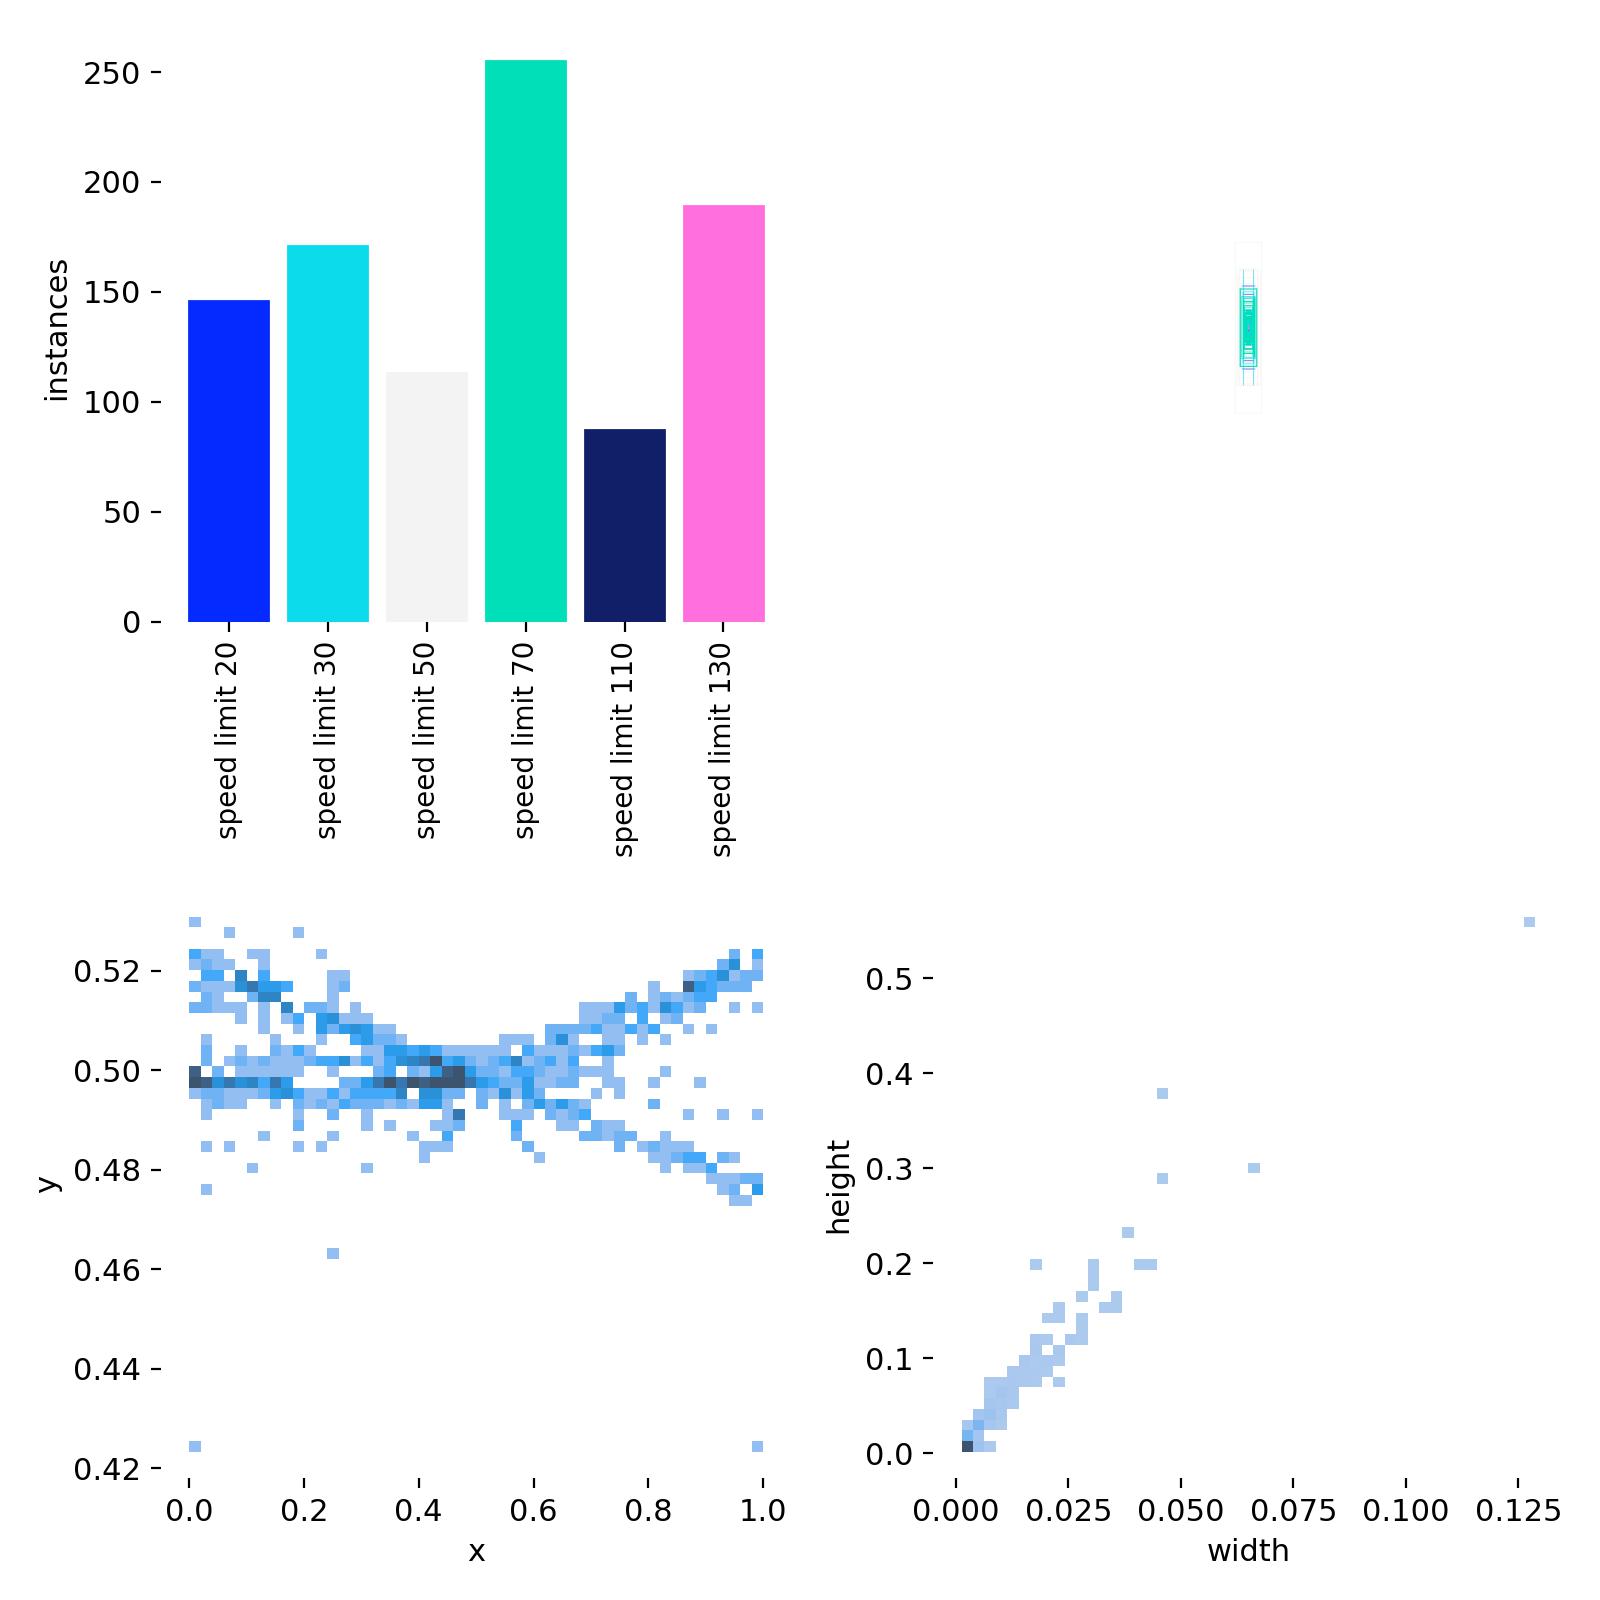 250
200
150
100
50
0
instances
speed limit 20
speed limit 30
speed limit 50
speed limit 70
speed limit 110
speed limit 130
0.52
0.50
0.48
0.46
0.44
0.42
y
0.0 0.2 0.4 0.6 0.8 1.0
x
0.5
0.4
0.3
0.2
0.1
0.0
height
0.000 0.025 0.050 0.075 0.100 0.125
width